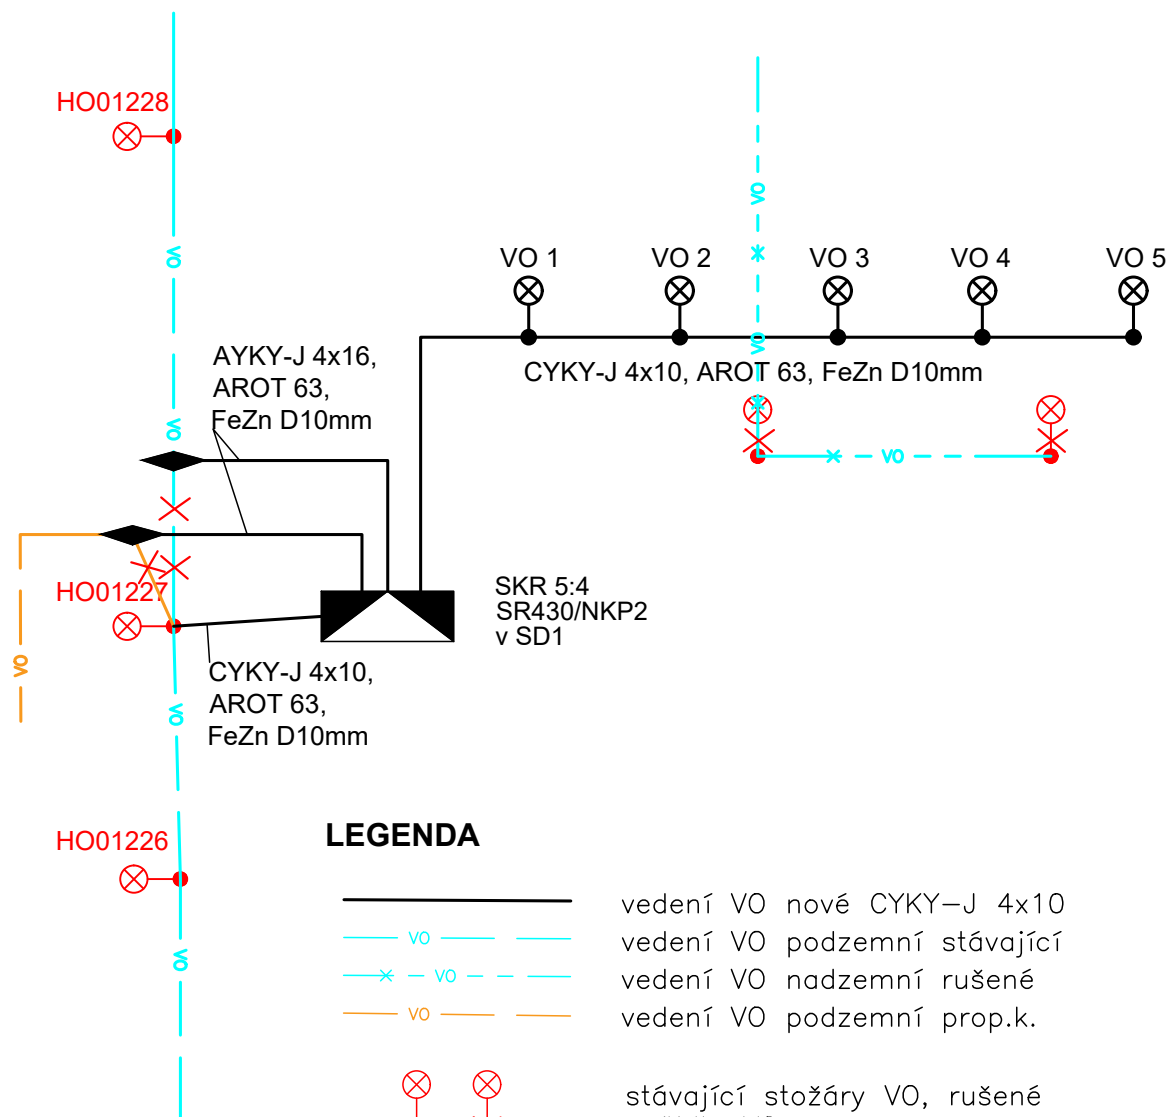 HO01228
VO
VO
VO 1
VO 2
VO 3
VO 4
VO 5
VO
VO
AYKY-J 4x16,
AROT 63,
FeZn D10mm
CYKY-J 4x10, AROT 63, FeZn D10mm
VO
VO
HO01227
SKR 5:4
SR430/NKP2
v SD1
VO
CYKY-J 4x10,
AROT 63,
FeZn D10mm
VO
HO01226
VO
LEGENDA
vedení VO nové CYKY-J 4x10
VO
vedení VO podzemní stávající
VO
vedení VO nadzemní rušené
VO
vedení VO podzemní prop.k.
stávající stožáry VO, rušené